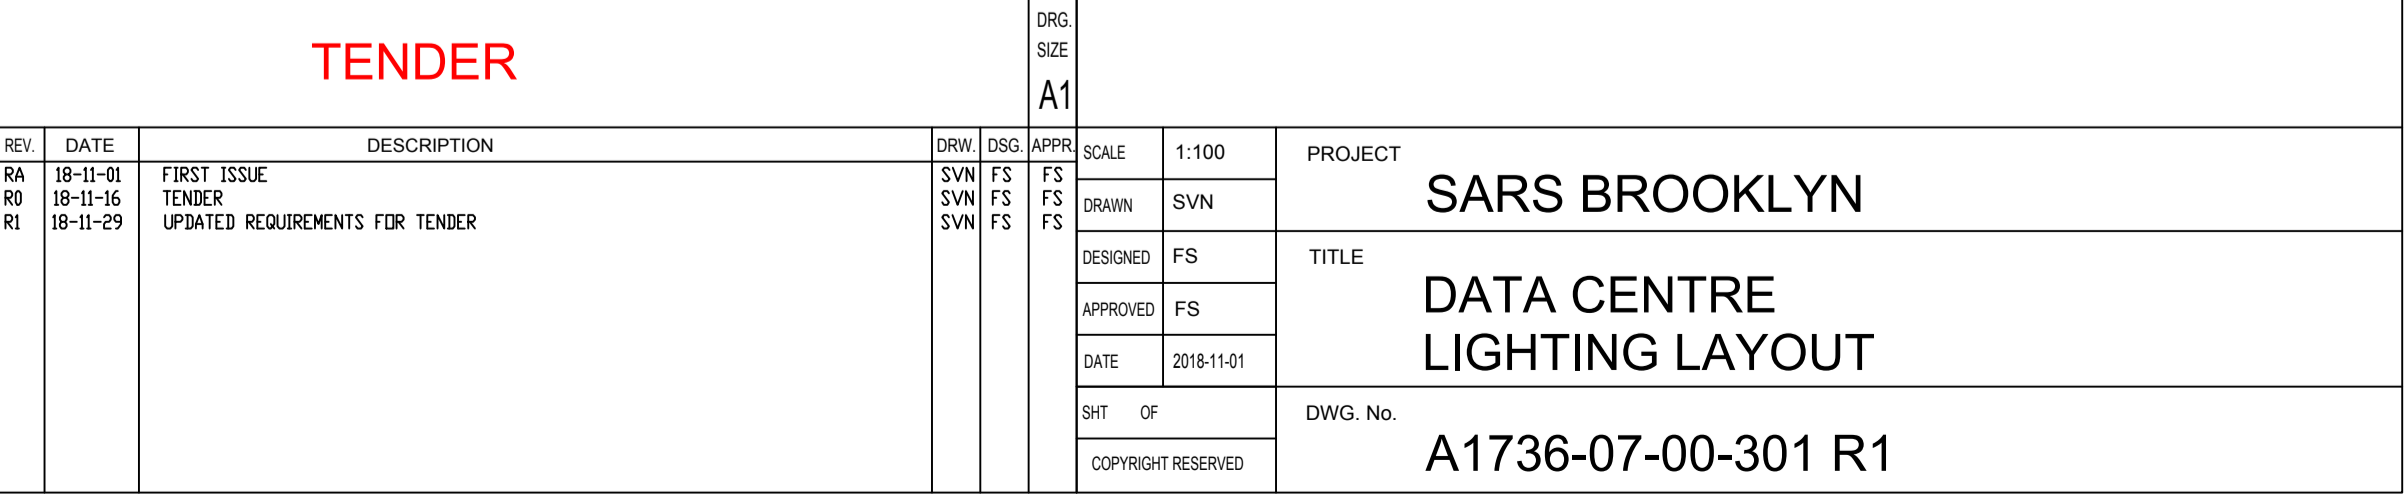 TENDER
DRG.
SIZE
A1
REV. DATE DESCRIPTION DRW. DSG. APPR.
RA 18-11-01 FIRST ISSUE SVN FS FS
R0 18-11-16 TENDER SVN FS FS
R1 18-11-29 UPDATED REQUIREMENTS FOR TENDER SVN FS FS
SCALE 1:100
DRAWN SVN
DESIGNED FS
APPROVED FS
DATE 2018-11-01
SHT OF
COPYRIGHT RESERVED
PROJECT
SARS BROOKLYN
TITLE
DATA CENTRE
LIGHTING LAYOUT
DWG. No.
A1736-07-00-301 R1